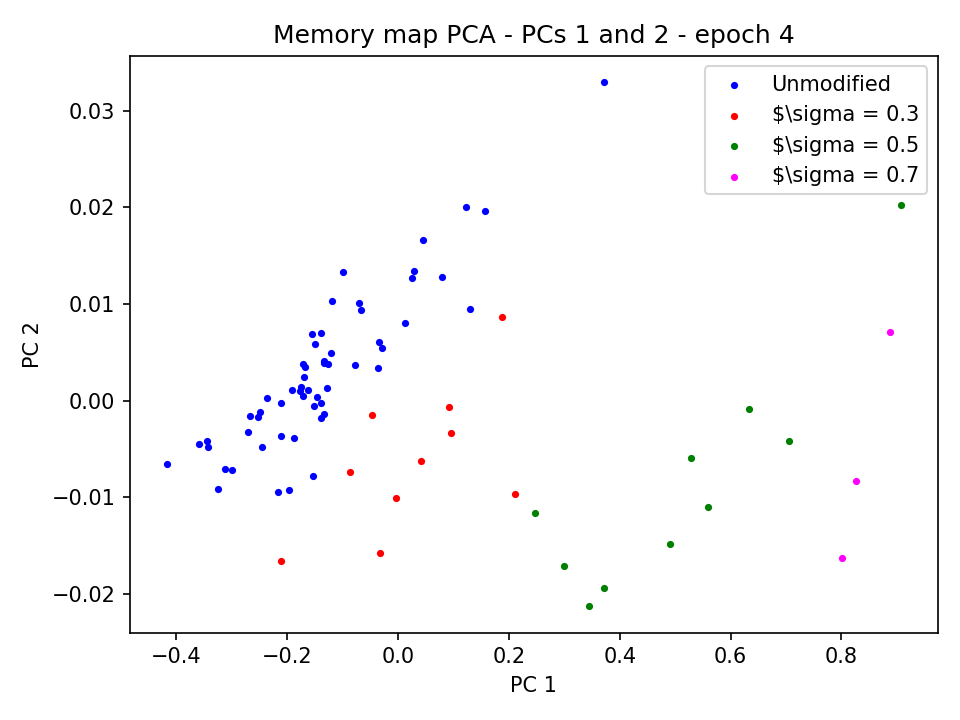 Memory map PCA - PCs 1 and 2 - epoch 4
Unmodified
$\sigma = 0.3
$\sigma = 0.5
$\sigma = 0.7
0.03
0.02
0.01
0.00
−0.01
−0.02
PC 2
−0.4 −0.2 0.0 0.2 0.4 0.6 0.8
PC 1